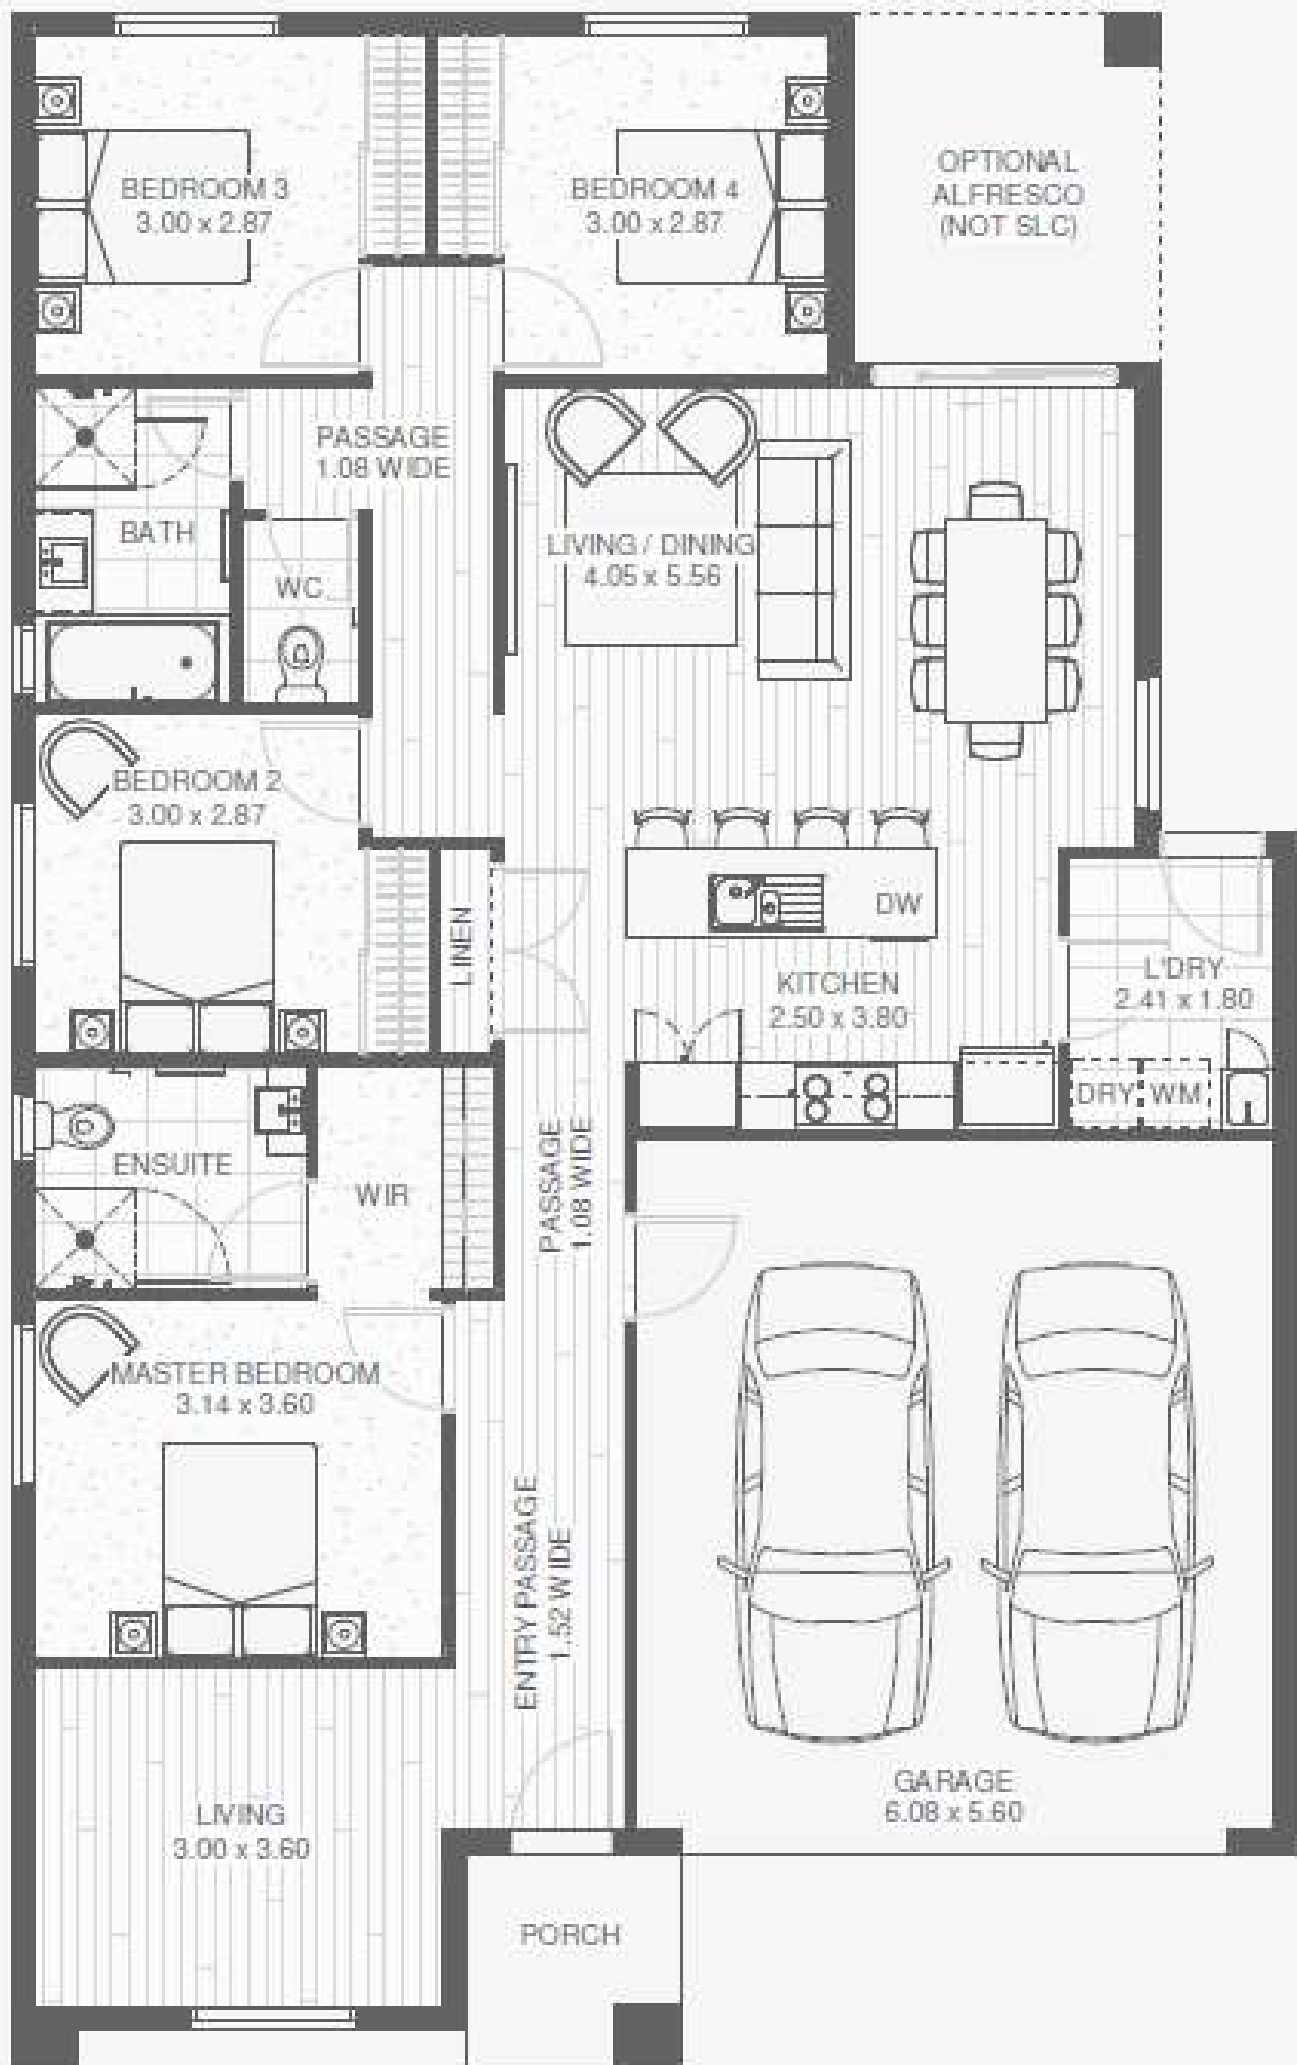 BEDROOM 3
3.00 x 2.87
BEDROOM 4
3.00 x 2.87
OPTIONAL
ALFRESCO
(NOT SLC)
PASSAGE
1.08 WIDE
BATH
WC
LIVING / DINING
4.05 x 5.56
BEDROOM 2
3.00 x 2.87
LINEN
DW
KITCHEN
2.50 x 3.80
L'DRY
2.41 x 1.80
DRY
WM
ENSUITE
WIR
PASSAGE
1.08 WIDE
MASTER BEDROOM
3.14 x 3.60
ENTRY PASSAGE
1.52 WIDE
LIVING
3.00 x 3.60
GARAGE
6.08 x 5.60
PORCH